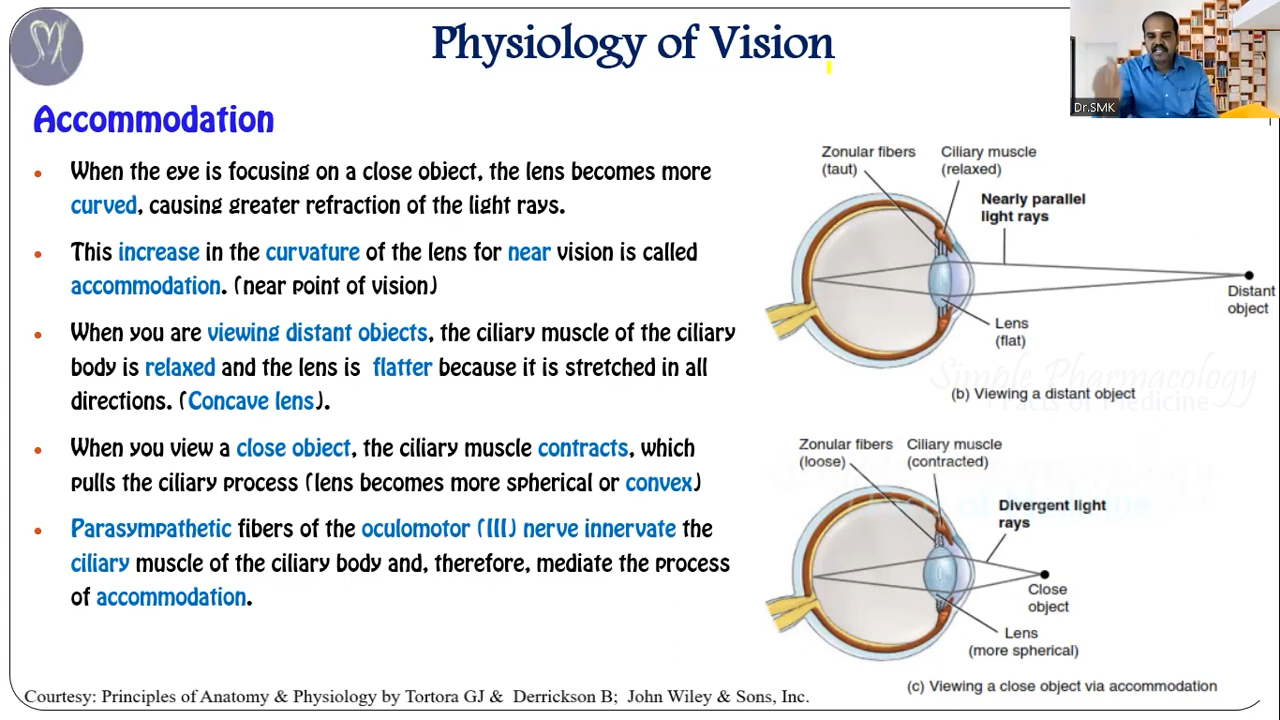 Physiology of Vision
Dr.SMK
Accommodation
• When the eye is focusing on a close object, the lens becomes more
curved, causing greater refraction of the light rays.
• This increase in the curvature of the lens for near vision is called
accommodation. (near point of vision)
• When you are viewing distant objects, the ciliary muscle of the ciliary
body is relaxed and the lens is flatter because it is stretched in all
directions. (Concave lens).
• When you view a close object, the ciliary muscle contracts, which
pulls the ciliary process (lens becomes more spherical or convex)
• Parasympathetic fibers of the oculomotor (III) nerve innervate the
ciliary muscle of the ciliary body and, therefore, mediate the process
of accommodation.
Zonular fibers
(taut)
Ciliary muscle
(relaxed)
Nearly parallel
light rays
Distant
object
Lens
(flat)
Simple Pharmacology
Facts of Medicine
(b) Viewing a distant object
Zonular fibers
(loose)
Ciliary muscle
(contracted)
Divergent light
rays
Close
object
Lens
(more spherical)
(c) Viewing a close object via accommodation
Courtesy: Principles of Anatomy & Physiology by Tortora GJ & Derrickson B; John Wiley & Sons, Inc.